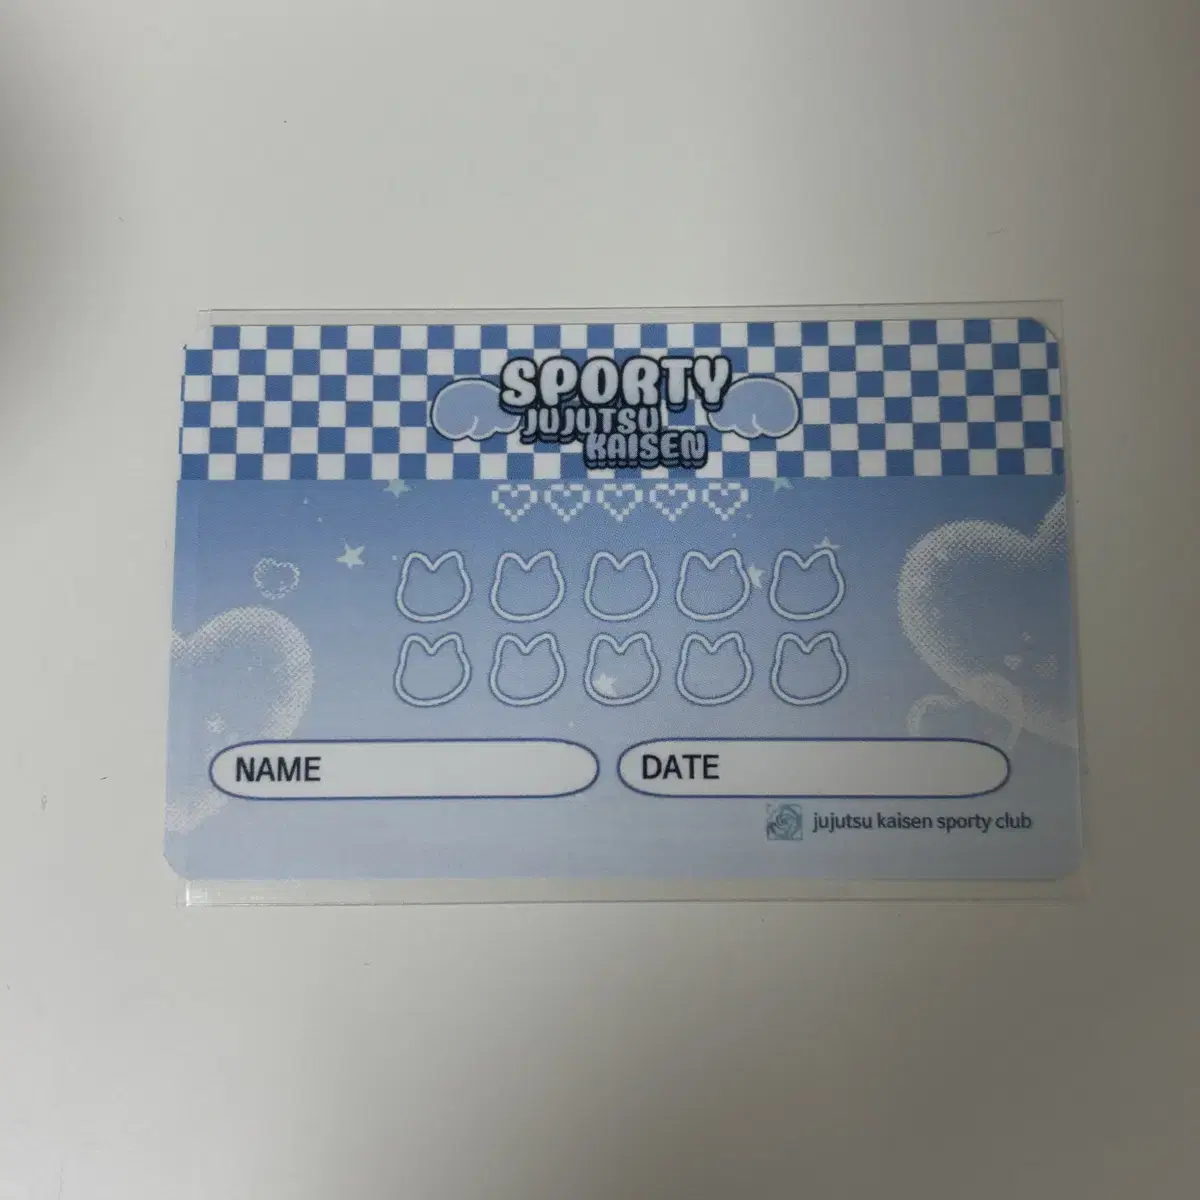 SPORTY
JUJUTSU
KAISEN
NAME
DATE
jujutsu kaisen sporty club